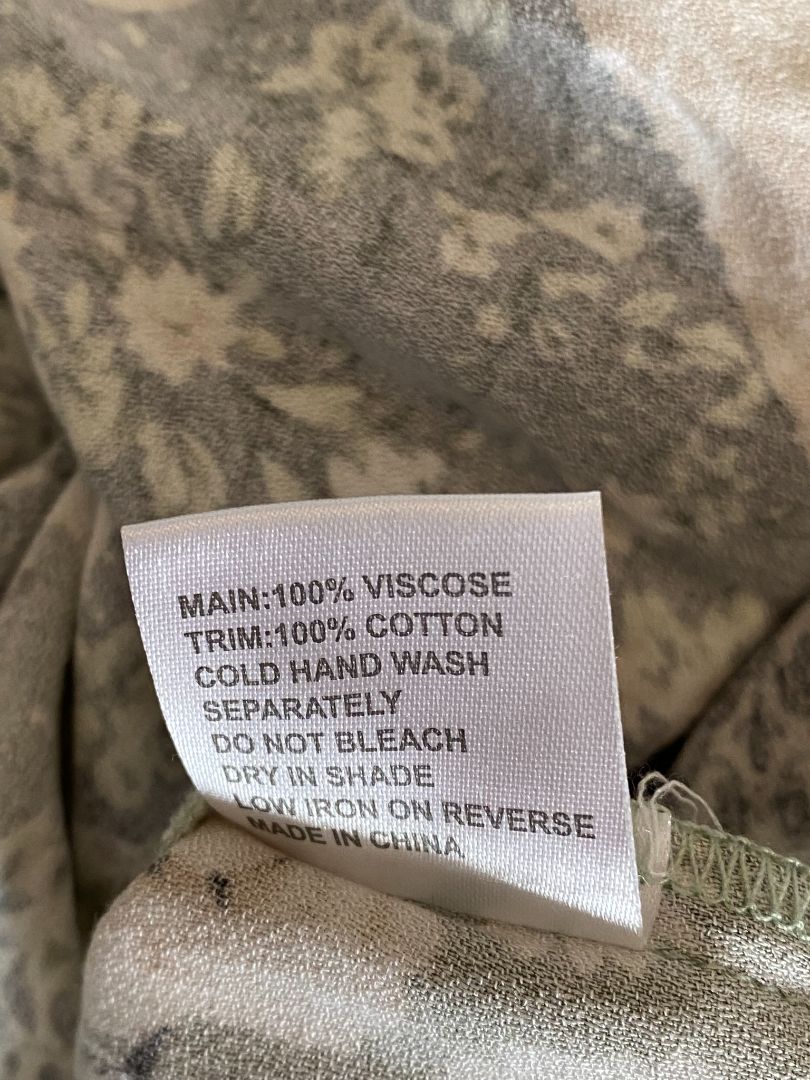 MAIN:100% VISCOSE
TRIM:100% COTTON
COLD HAND WASH
SEPARATELY
DO NOT BLEACH
DRY IN SHADE
LOW IRON ON REVERSE
MADE IN CHINA